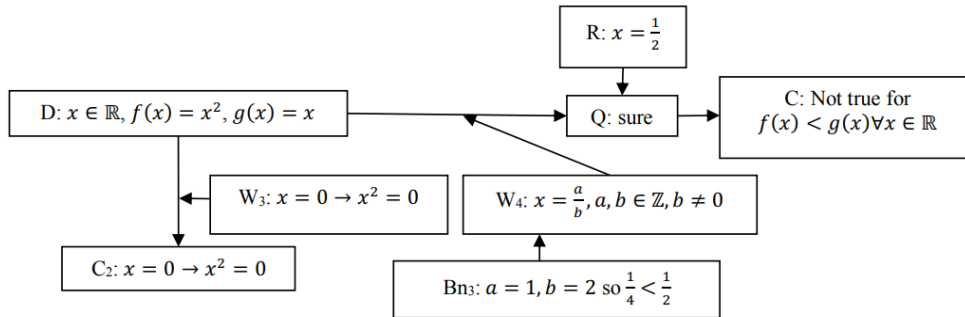 R: x = 1/2
D: x ∈ ℝ, f(x) = x², g(x) = x
Q: sure
C: Not true for
f(x) < g(x)∀x ∈ ℝ
W₃: x = 0 → x² = 0
W₄: x = a/b, a, b ∈ ℤ, b ≠ 0
C₂: x = 0 → x² = 0
Bn₃: a = 1, b = 2 so 1/4 < 1/2